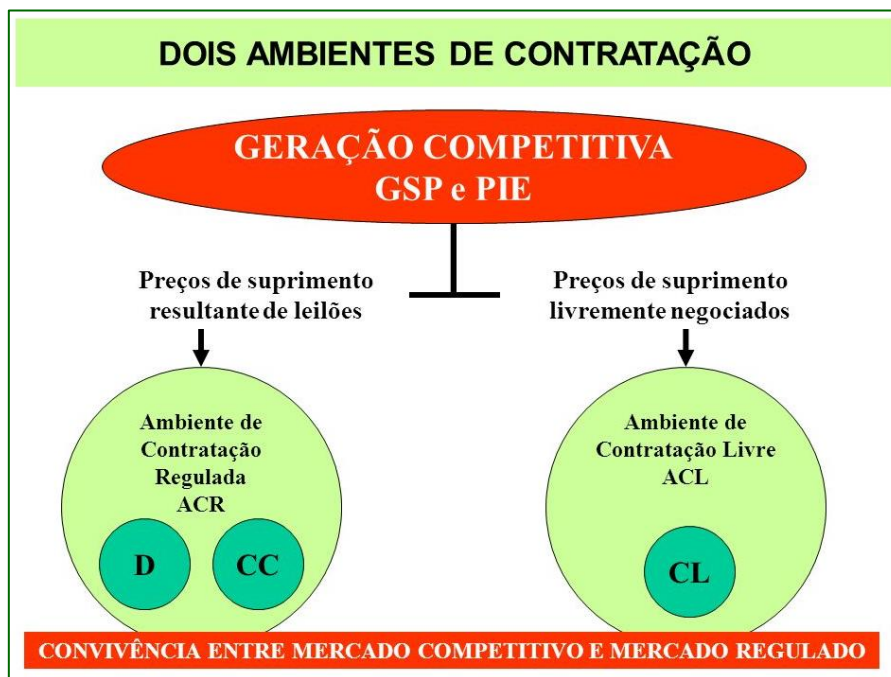 DOIS AMBIENTES DE CONTRATAÇÃO
GERAÇÃO COMPETITIVA
GSP e PIE
Preços de suprimento
resultante de leilões
Preços de suprimento
livremente negociados
Ambiente de
Contratação
Regulada
ACR
D
CC
Ambiente de
Contratação Livre
ACL
CL
CONVIVÊNCIA ENTRE MERCADO COMPETITIVO E MERCADO REGULADO